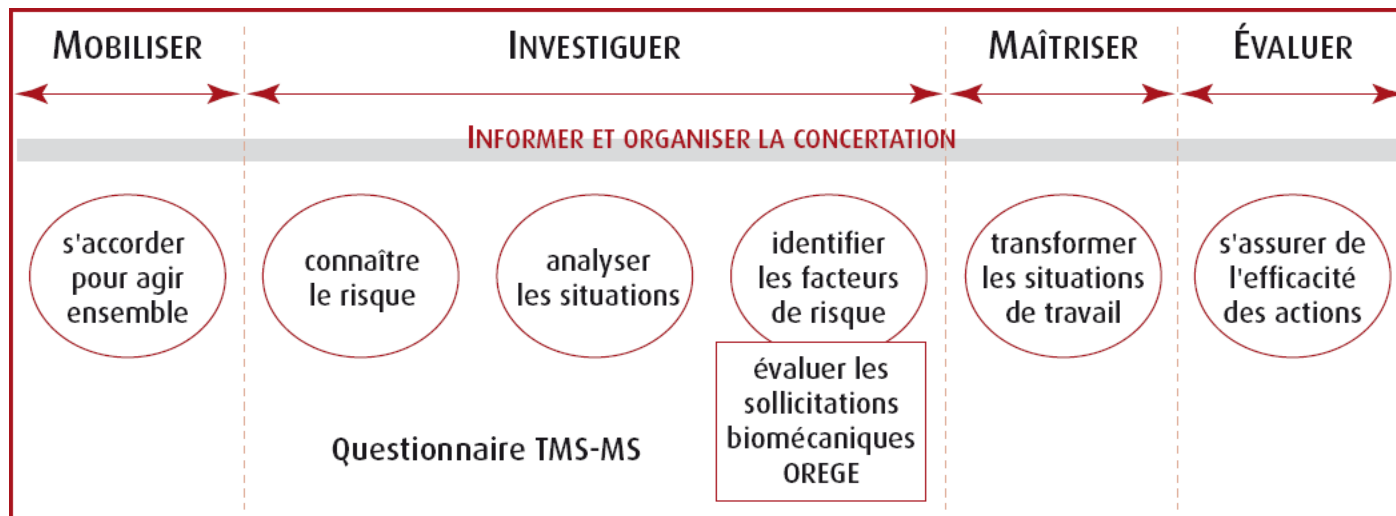 MOBILISER
INVESTIGUER
MAÎTRISER
ÉVALUER
INFORMER ET ORGANISER LA CONCERTATION
s'accorder
pour agir
ensemble
connaître
le risque
analyser
les situations
identifier
les facteurs
de risque
évaluer les
sollicitations
biomécaniques
OREGE
transformer
les situations
de travail
s'assurer de
l'efficacité
des actions
Questionnaire TMS-MS